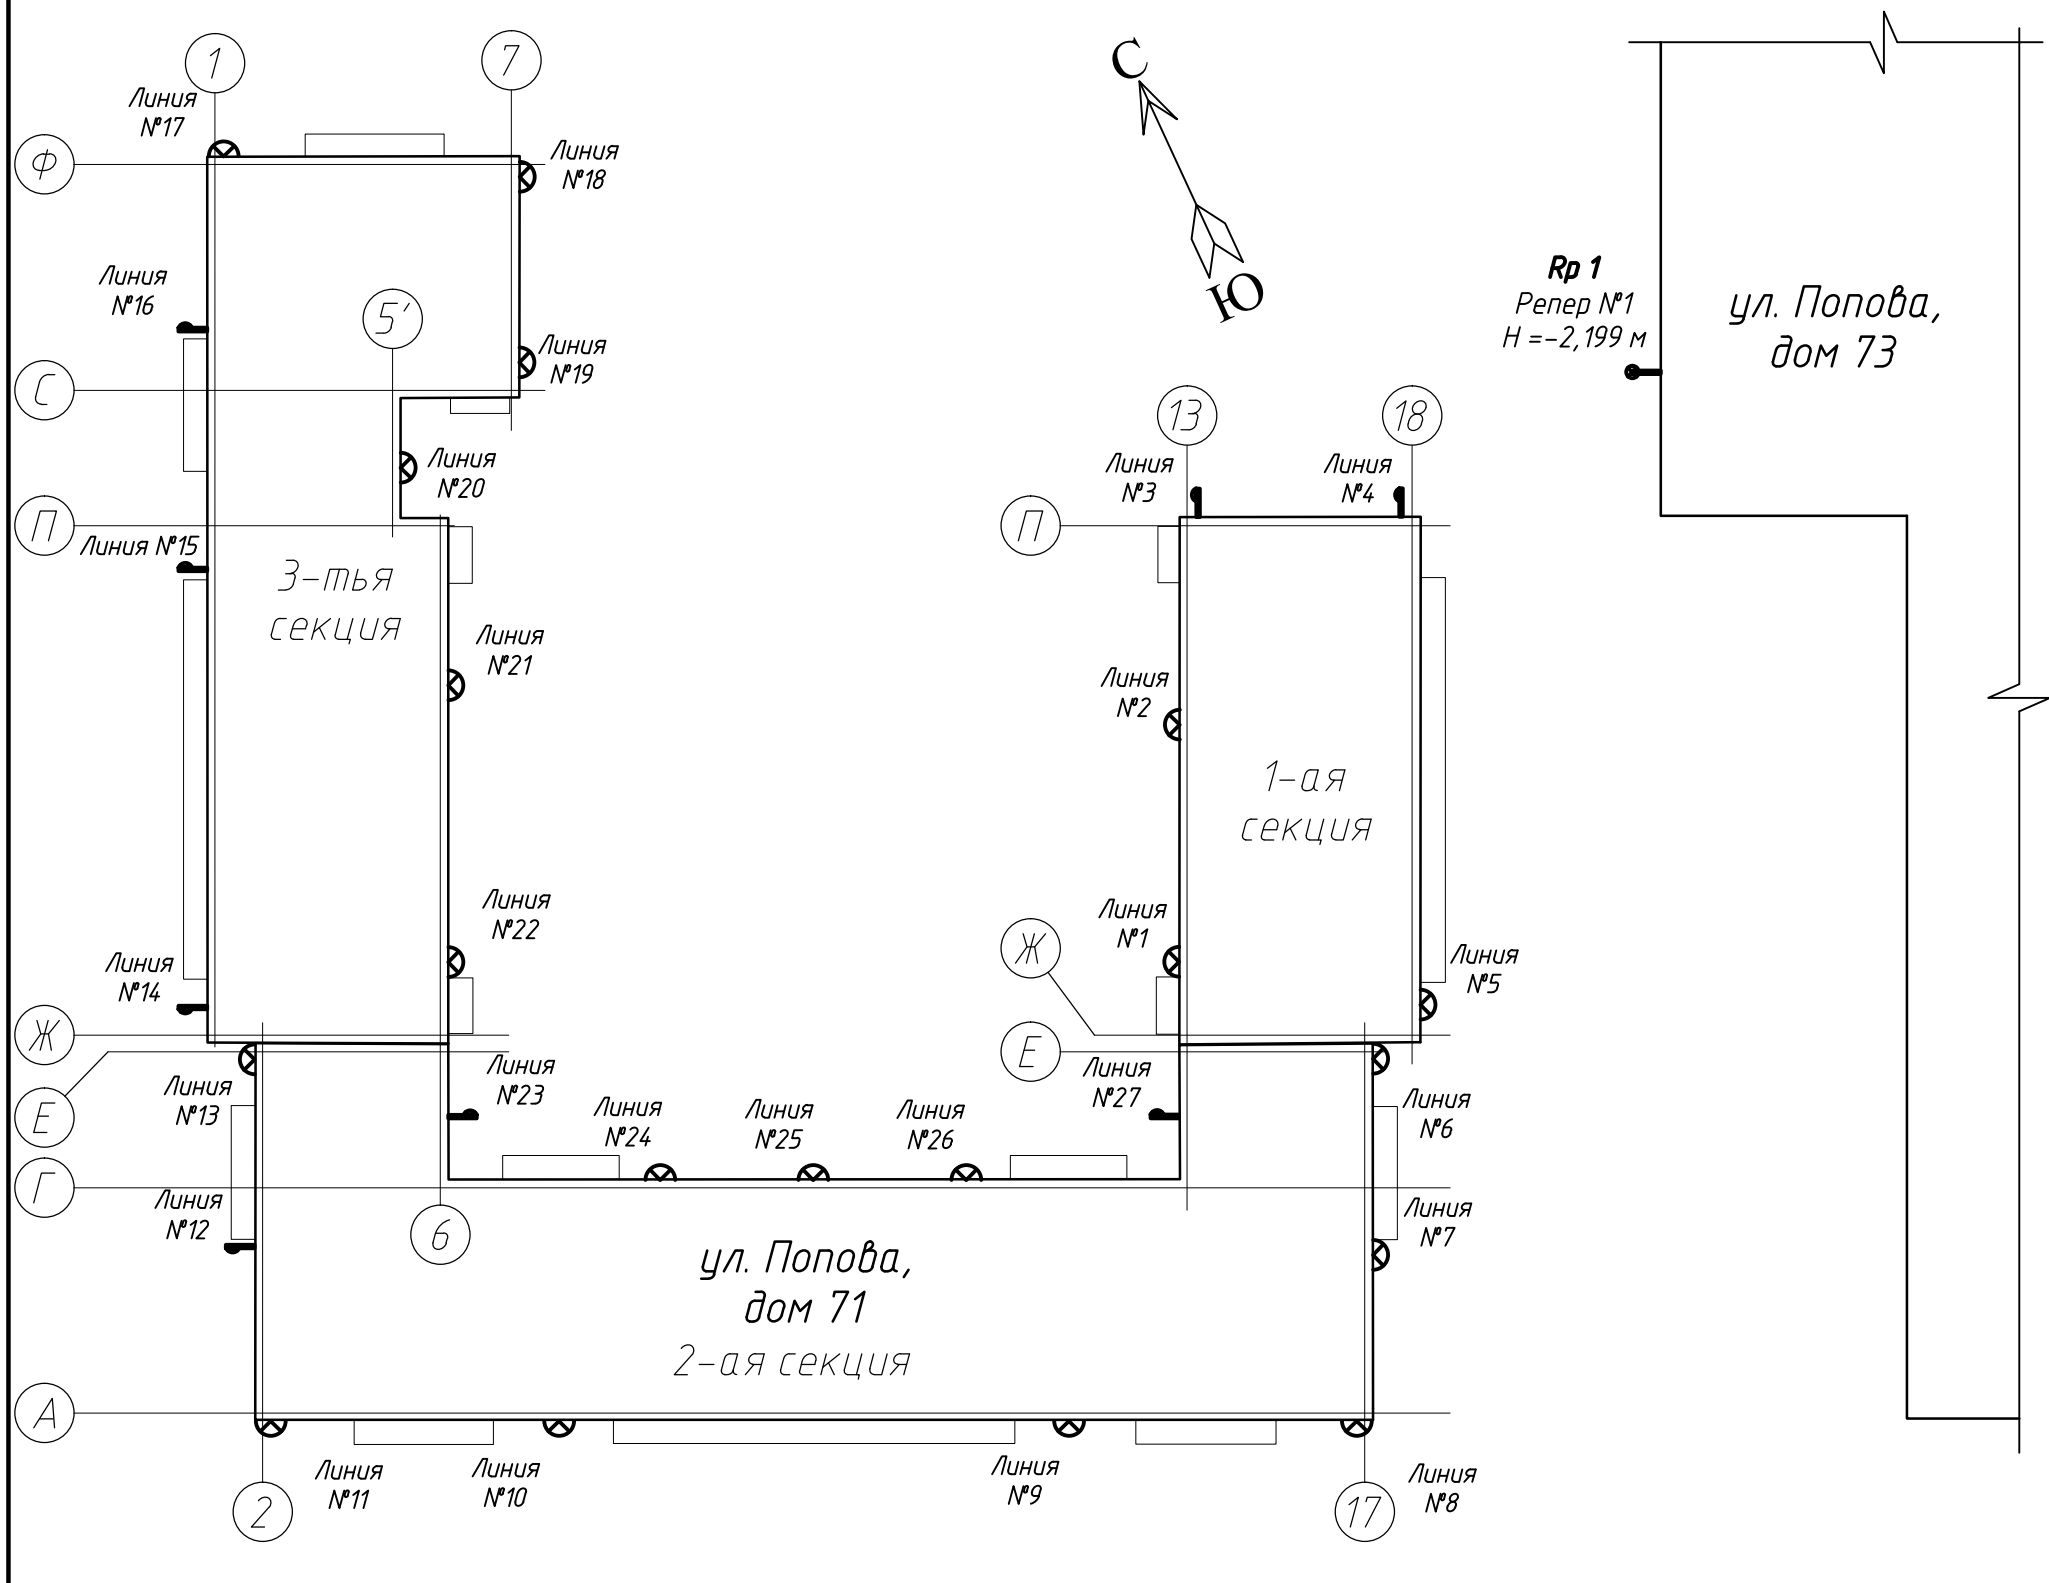 1
7
С
Линия
№17
Линия
№18
Ф
Rp 1
Репер №1
Н =-2,199 м
ул. Попова,
дом 73
Линия
№16
5′
Ю
Линия
№19
С
13
18
Линия
№20
Линия
№3
Линия
№4
П
Линия №15
П
3-тья
секция
Линия
№21
Линия
№2
1-ая
секция
Линия
№22
Линия
№1
Ж
Линия
№14
Линия
№5
Ж
Е
Линия
№13
Линия
№23
Линия
№27
Линия
№6
Е
Линия
№24
Линия
№25
Линия
№26
Г
Линия
№12
Линия
№7
6
ул. Попова,
дом 71
2-ая секция
А
Линия
№11
Линия
№10
Линия
№9
Линия
№8
2
17